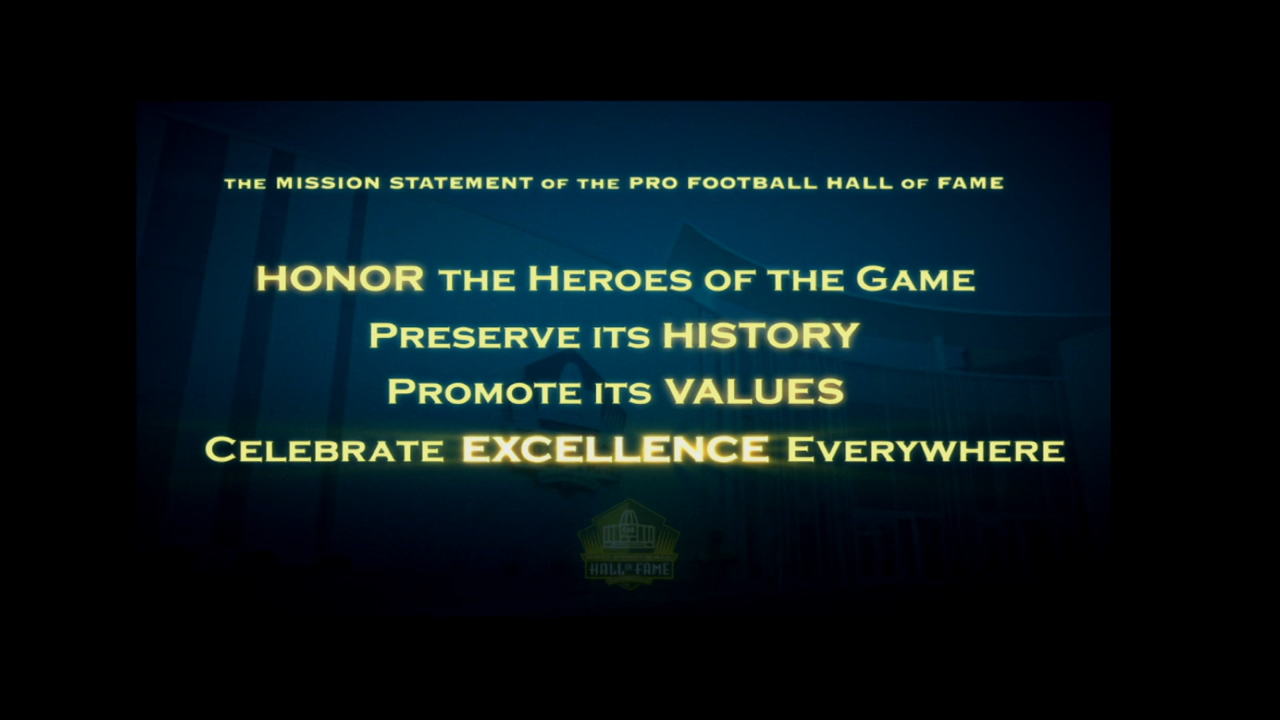 THE MISSION STATEMENT OF THE PRO FOOTBALL HALL OF FAME
HONOR THE HEROES OF THE GAME
PRESERVE ITS HISTORY
PROMOTE ITS VALUES
CELEBRATE EXCELLENCE EVERYWHERE
HALL OF FAME